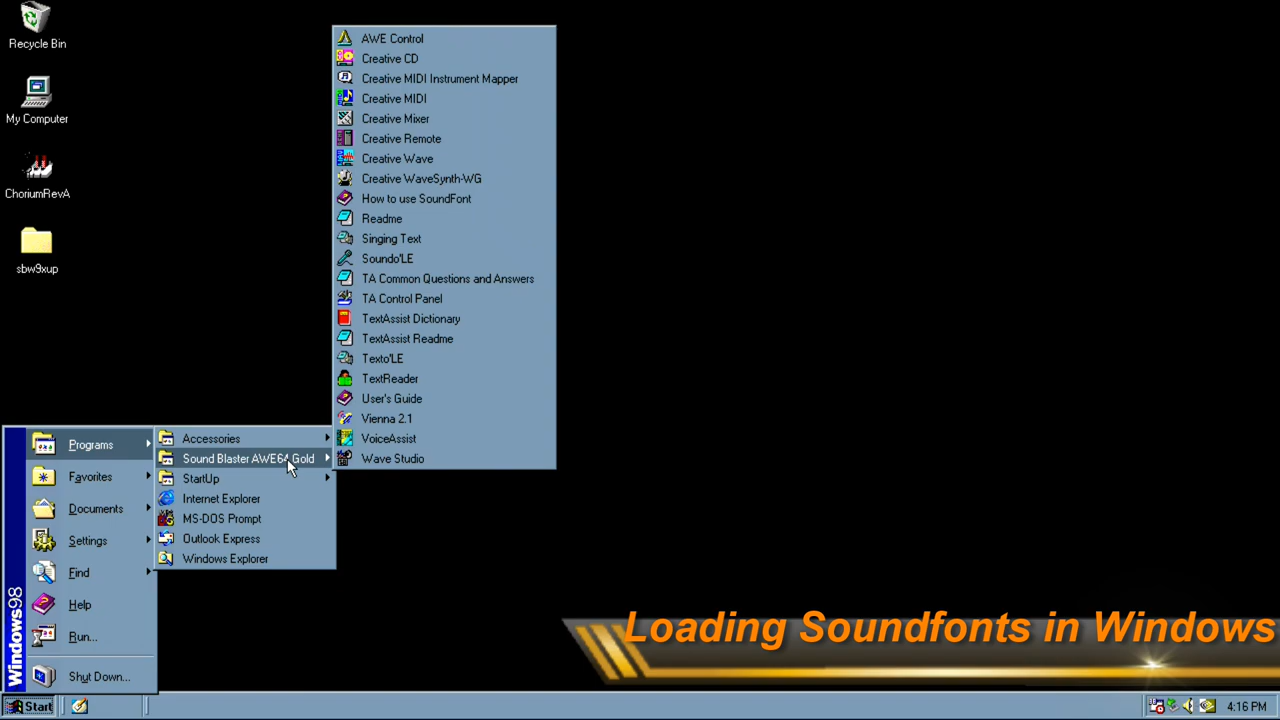 Recycle Bin
My Computer
ChoriumRevA
sbw9xup
AWE Control
Creative CD
Creative MIDI Instrument Mapper
Creative MIDI
Creative Mixer
Creative Remote
Creative Wave
Creative WaveSynth-WG
How to use SoundFont
Readme
Singing Text
Soundo'LE
TA Common Questions and Answers
TA Control Panel
TextAssist Dictionary
TextAssist Readme
Texto'LE
TextReader
User's Guide
Vienna 2.1
VoiceAssist
Wave Studio
Accessories
Sound Blaster AWE64 Gold
StartUp
Internet Explorer
MS-DOS Prompt
Outlook Express
Windows Explorer
Programs
Favorites
Documents
Settings
Find
Help
Run...
Shut Down...
Windows98
Loading Soundfonts in Windows
Start
4:16 PM